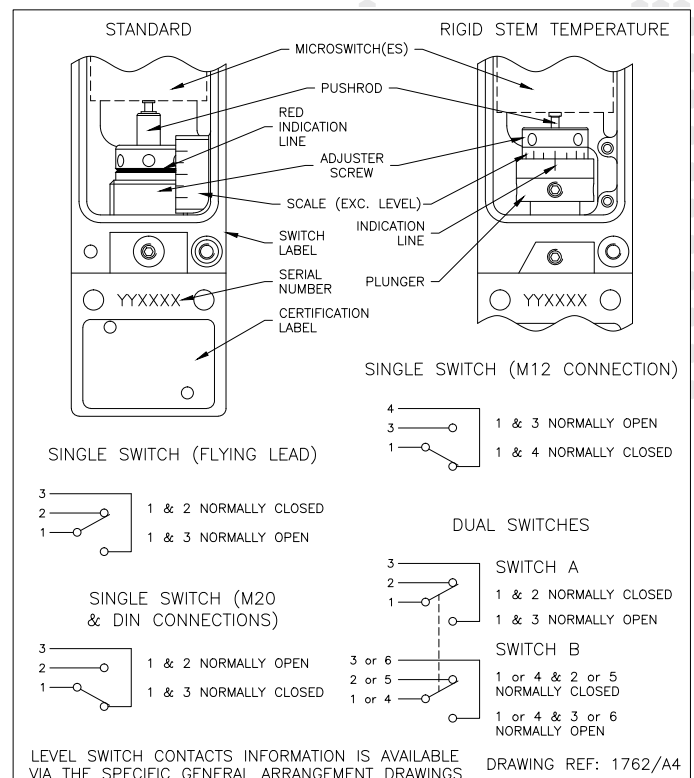 STANDARD
RIGID STEM TEMPERATURE
MICROSWITCH(ES)
PUSHROD
RED
INDICATION
LINE
ADJUSTER
SCREW
SCALE (EXC. LEVEL)
INDICATION
LINE
SWITCH
LABEL
SERIAL
NUMBER
PLUNGER
CERTIFICATION
LABEL
YYXXXX
YYXXXX
SINGLE SWITCH (M12 CONNECTION)
4
3
1
1 & 3 NORMALLY OPEN
1 & 4 NORMALLY CLOSED
SINGLE SWITCH (FLYING LEAD)
3
2
1
1 & 2 NORMALLY CLOSED
1 & 3 NORMALLY OPEN
DUAL SWITCHES
3
2
1
SWITCH A
1 & 2 NORMALLY CLOSED
1 & 3 NORMALLY OPEN
SINGLE SWITCH (M20
& DIN CONNECTIONS)
3
2
1
1 & 2 NORMALLY OPEN
1 & 3 NORMALLY CLOSED
SWITCH B
3 or 6
2 or 5
1 or 4
1 or 4 & 2 or 5
NORMALLY CLOSED
1 or 4 & 3 or 6
NORMALLY OPEN
LEVEL SWITCH CONTACTS INFORMATION IS AVAILABLE
VIA THE SPECIFIC GENERAL ARRANGEMENT DRAWINGS
DRAWING REF: 1762/A4